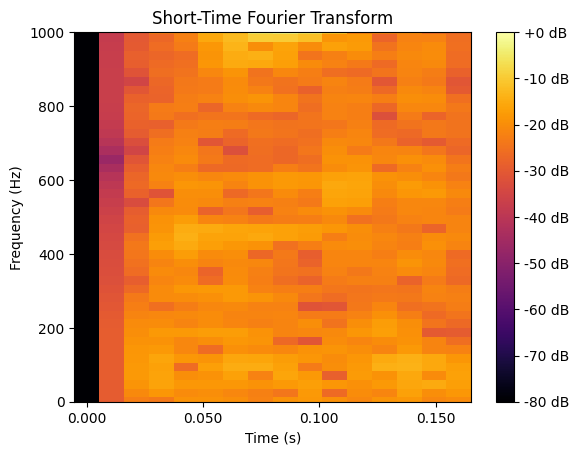 Short-Time Fourier Transform
1000
800
600
400
200
0
Frequency (Hz)
0.000
0.050
0.100
0.150
Time (s)
+0 dB
-10 dB
-20 dB
-30 dB
-40 dB
-50 dB
-60 dB
-70 dB
-80 dB